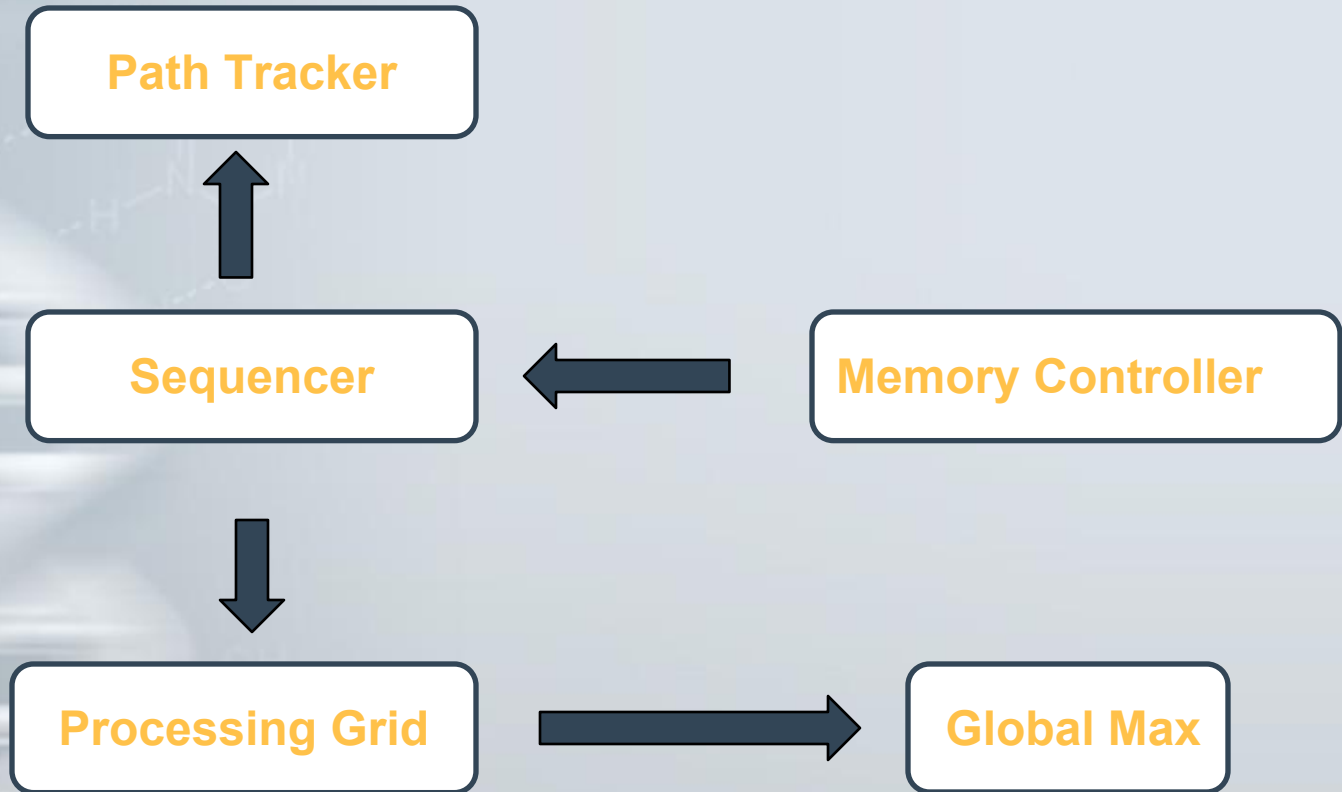 Path Tracker
Sequencer
Memory Controller
Processing Grid
Global Max